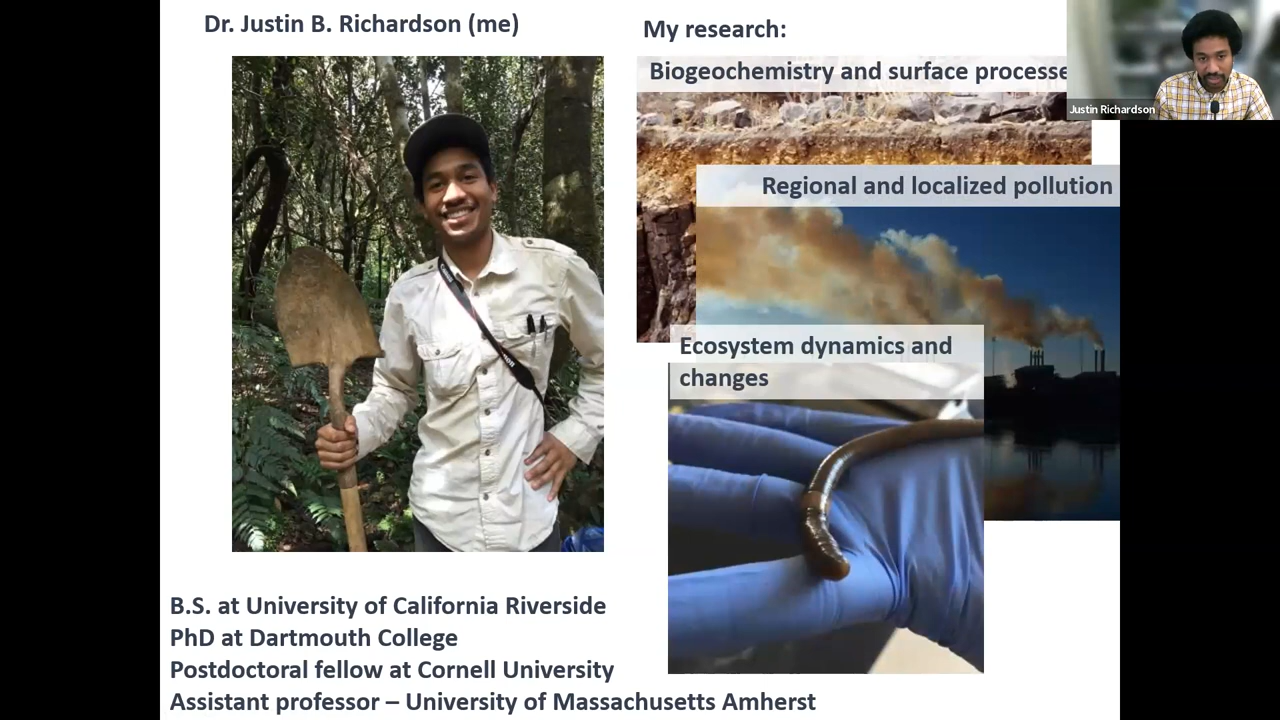 Dr. Justin B. Richardson (me)
My research:
Biogeochemistry and surface processe
Justin Richardson
Regional and localized pollution
Ecosystem dynamics and
changes
Canon
B.S. at University of California Riverside
PhD at Dartmouth College
Postdoctoral fellow at Cornell University
Assistant professor – University of Massachusetts Amherst